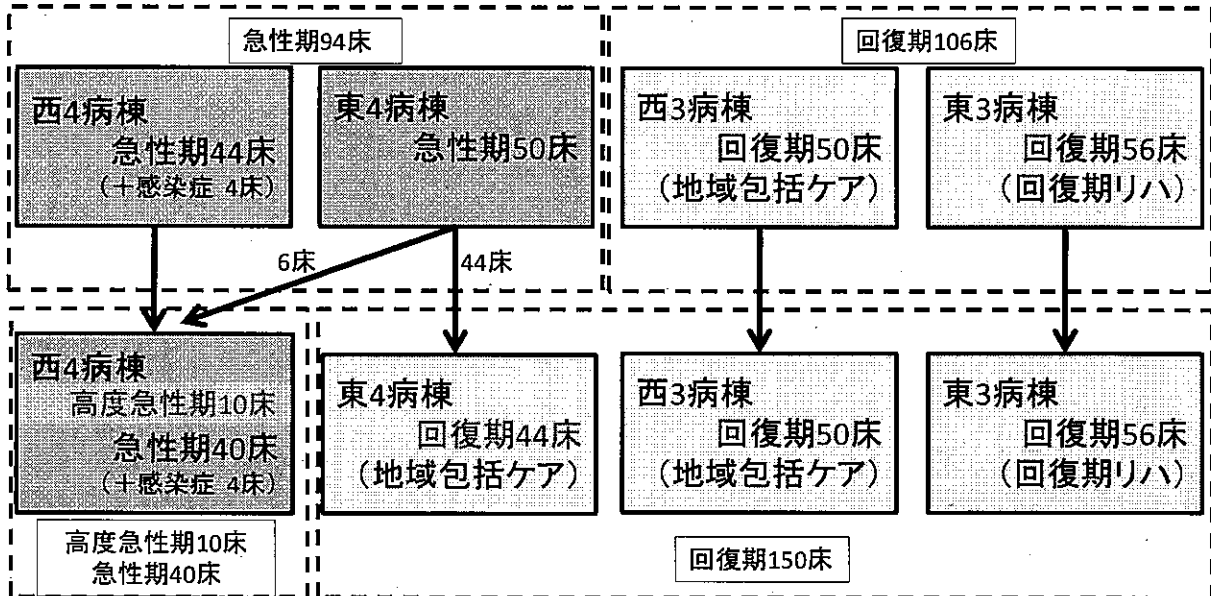 急性期94床
回復期106床
西4病棟
急性期44床
（＋感染症 4床）
東4病棟
急性期50床
西3病棟
回復期50床
（地域包括ケア）
東3病棟
回復期56床
（回復期リハ）
6床
44床
西4病棟
高度急性期10床
急性期40床
（＋感染症 4床）
東4病棟
回復期44床
（地域包括ケア）
西3病棟
回復期50床
（地域包括ケア）
東3病棟
回復期56床
（回復期リハ）
高度急性期10床
急性期40床
回復期150床